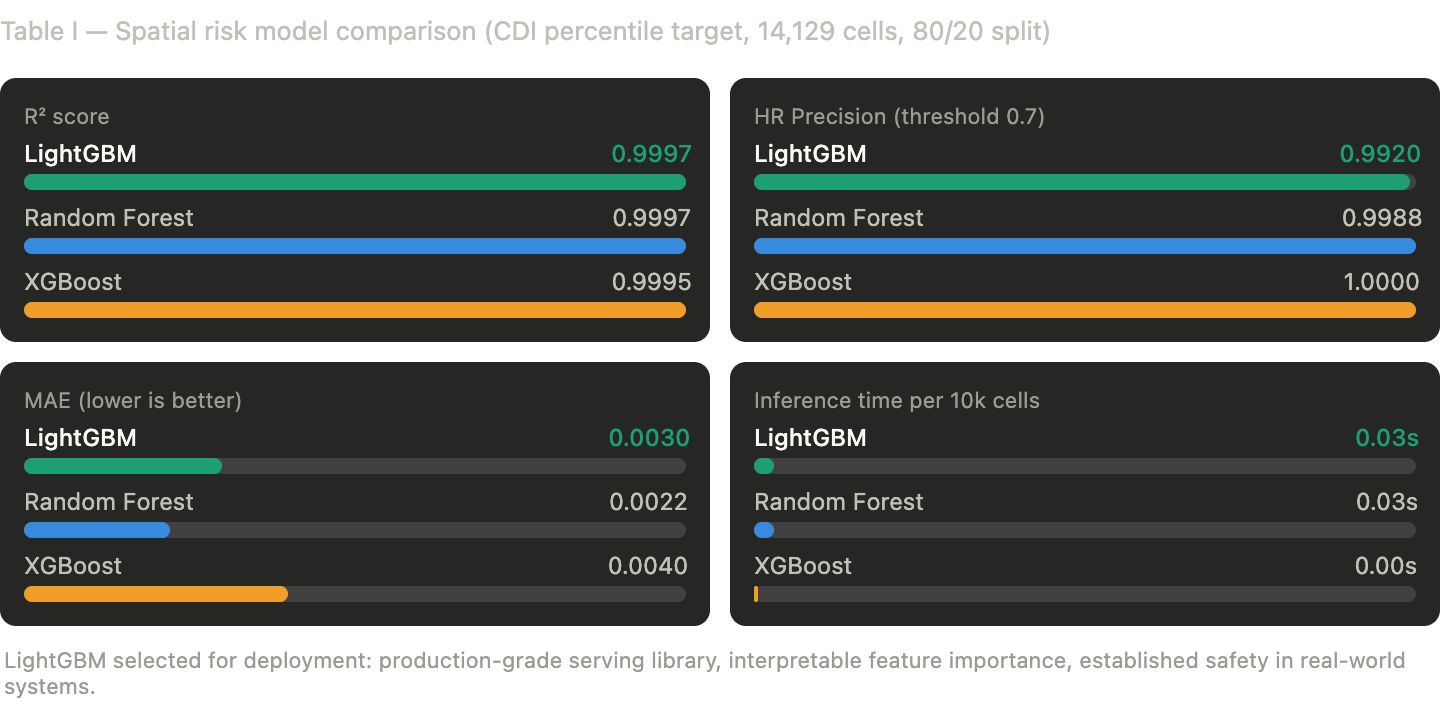 Table I — Spatial risk model comparison (CDI percentile target, 14,129 cells, 80/20 split)
R² score
LightGBM 0.9997
Random Forest 0.9997
XGBoost 0.9995
HR Precision (threshold 0.7)
LightGBM 0.9920
Random Forest 0.9988
XGBoost 1.0000
MAE (lower is better)
LightGBM 0.0030
Random Forest 0.0022
XGBoost 0.0040
Inference time per 10k cells
LightGBM 0.03s
Random Forest 0.03s
XGBoost 0.00s
LightGBM selected for deployment: production-grade serving library, interpretable feature importance, established safety in real-world
systems.